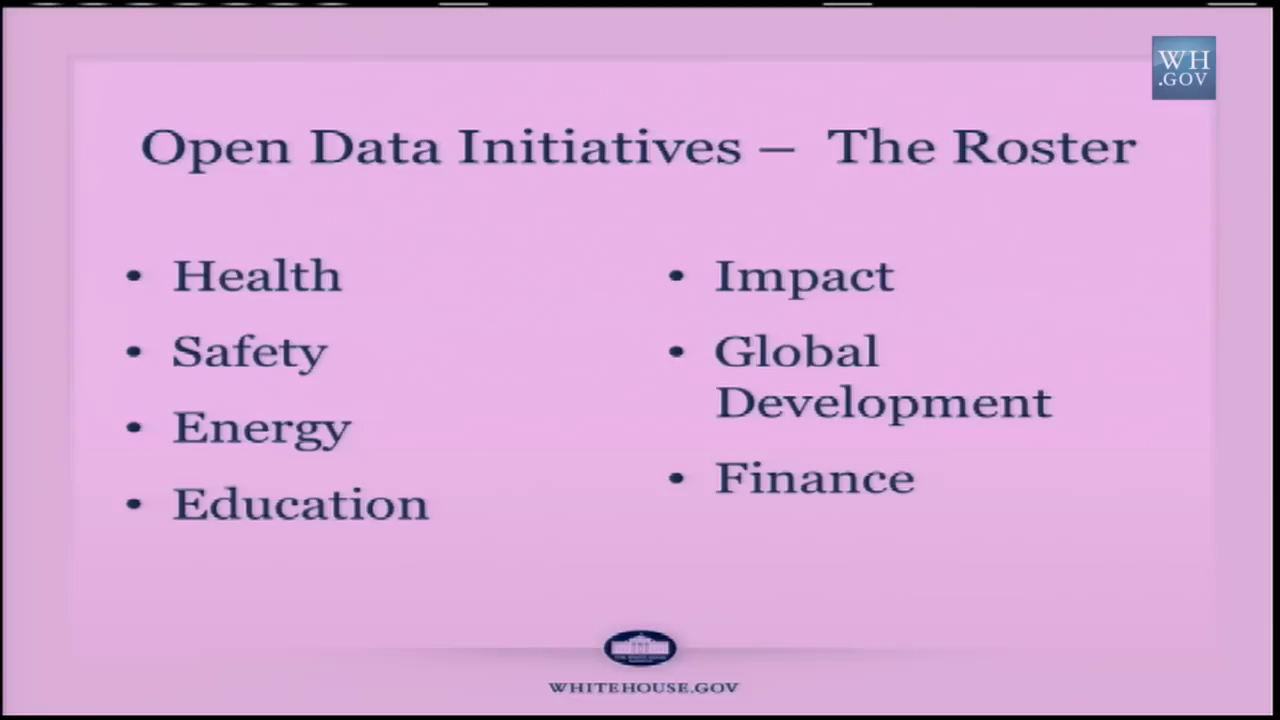 WH
.GOV
Open Data Initiatives – The Roster
• Health
• Safety
• Energy
• Education
• Impact
• Global
Development
• Finance
WHITEHOUSE.GOV